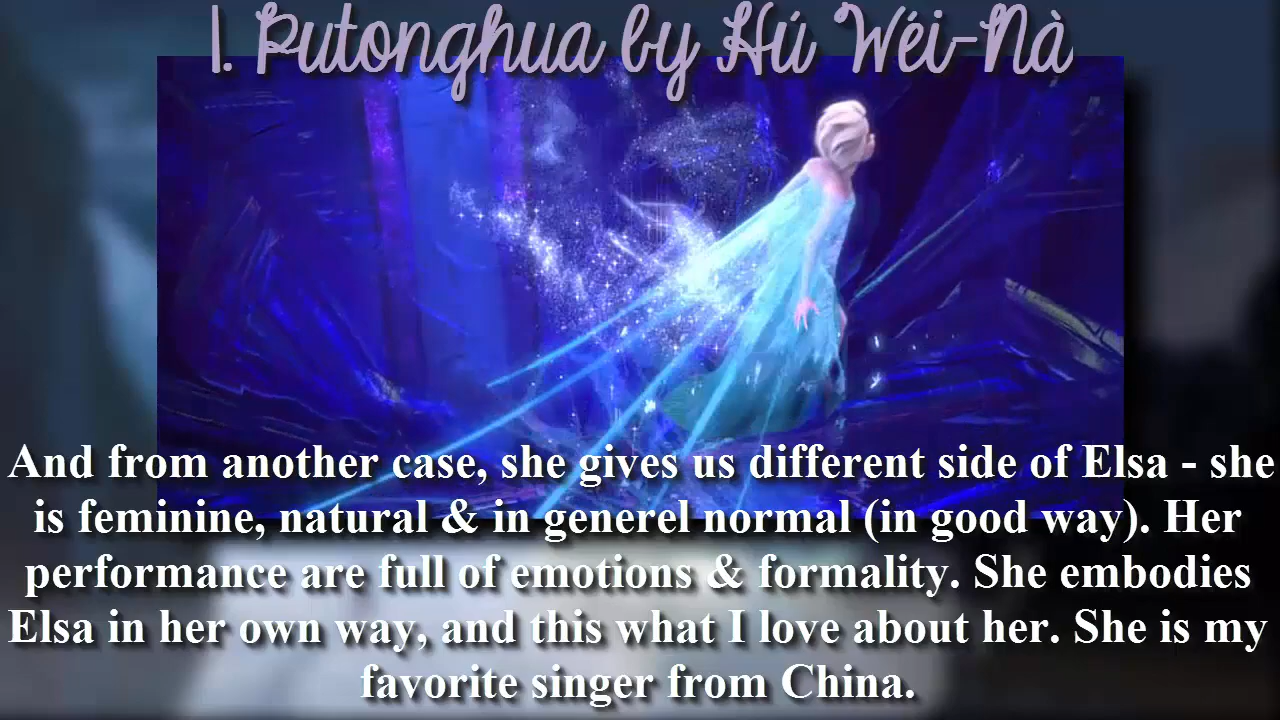 1. Putonghua by Hú Wéi-Nà
And from another case, she gives us different side of Elsa - she
is feminine, natural & in generel normal (in good way). Her
performance are full of emotions & formality. She embodies
Elsa in her own way, and this what I love about her. She is my
favorite singer from China.